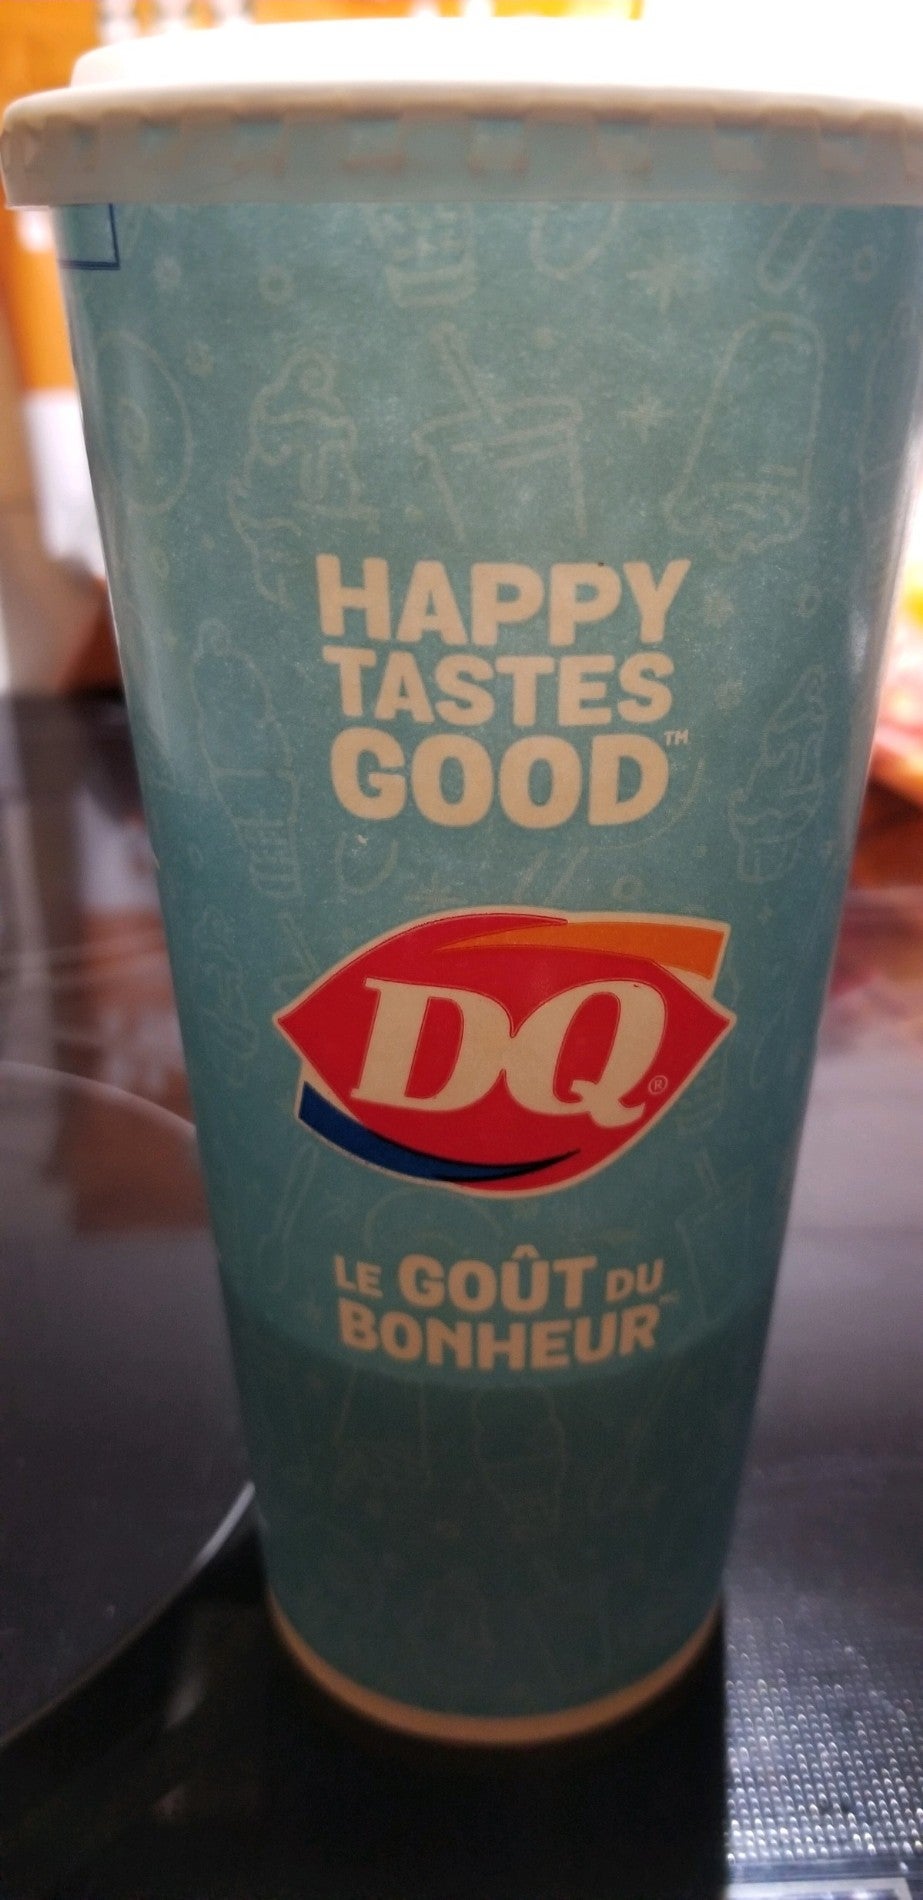 HAPPY
TASTES
GOOD™
DQ®
LE GOÛT DU
BONHEUR